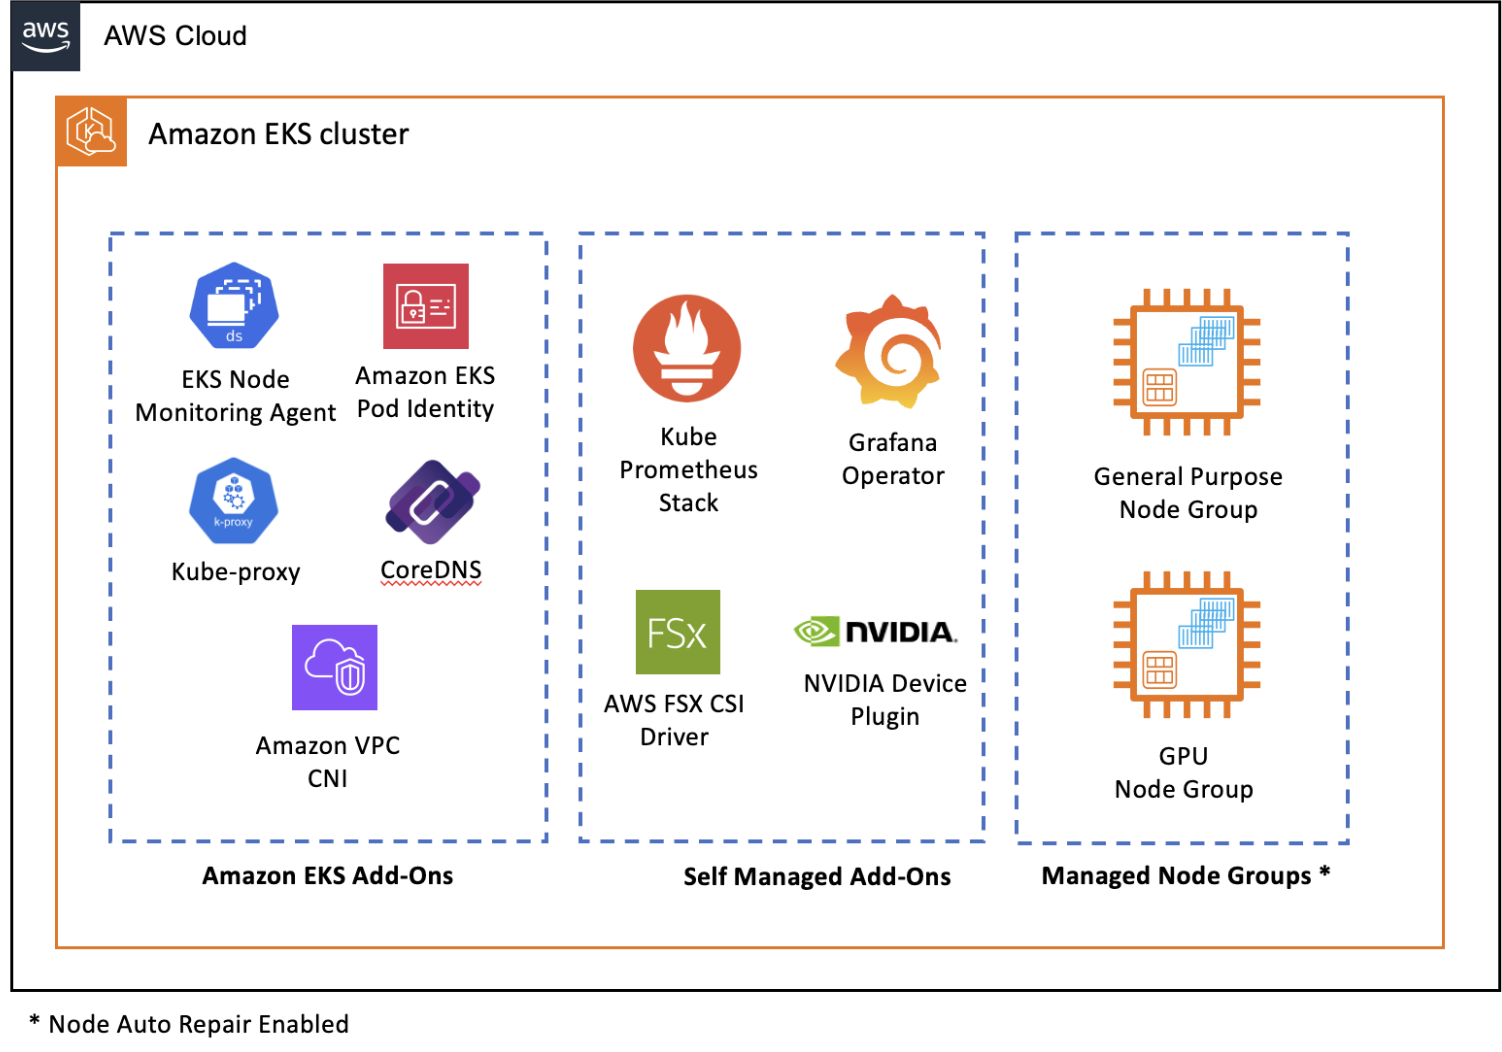 aws
AWS Cloud
K
Amazon EKS cluster
ds
EKS Node
Monitoring Agent
Amazon EKS
Pod Identity
k-proxy
Kube-proxy
CoreDNS
Amazon VPC
CNI
Amazon EKS Add-Ons
Kube
Prometheus
Stack
Grafana
Operator
FSx
AWS FSX CSI
Driver
NVIDIA.
NVIDIA Device
Plugin
Self Managed Add-Ons
General Purpose
Node Group
GPU
Node Group
Managed Node Groups *
* Node Auto Repair Enabled